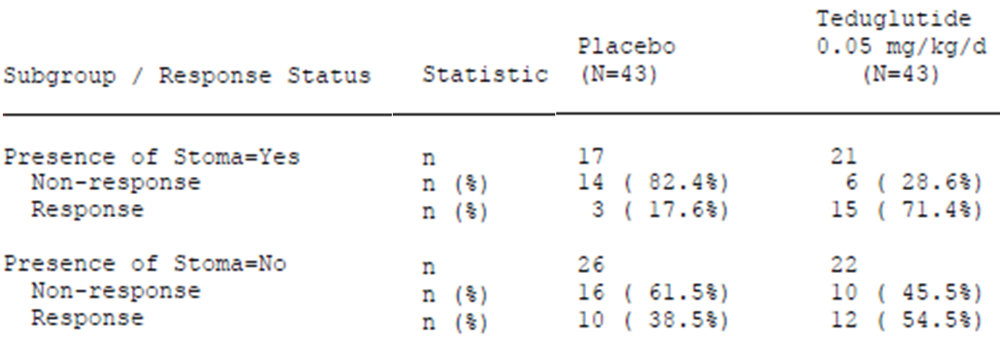 Teduglutide
Placebo 0.05 mg/kg/d
Subgroup / Response Status Statistic (N=43) (N=43)
Presence of Stoma=Yes n 17 21
Non-response n (%) 14 ( 82.4%) 6 ( 28.6%)
Response n (%) 3 ( 17.6%) 15 ( 71.4%)
Presence of Stoma=No n 26 22
Non-response n (%) 16 ( 61.5%) 10 ( 45.5%)
Response n (%) 10 ( 38.5%) 12 ( 54.5%)